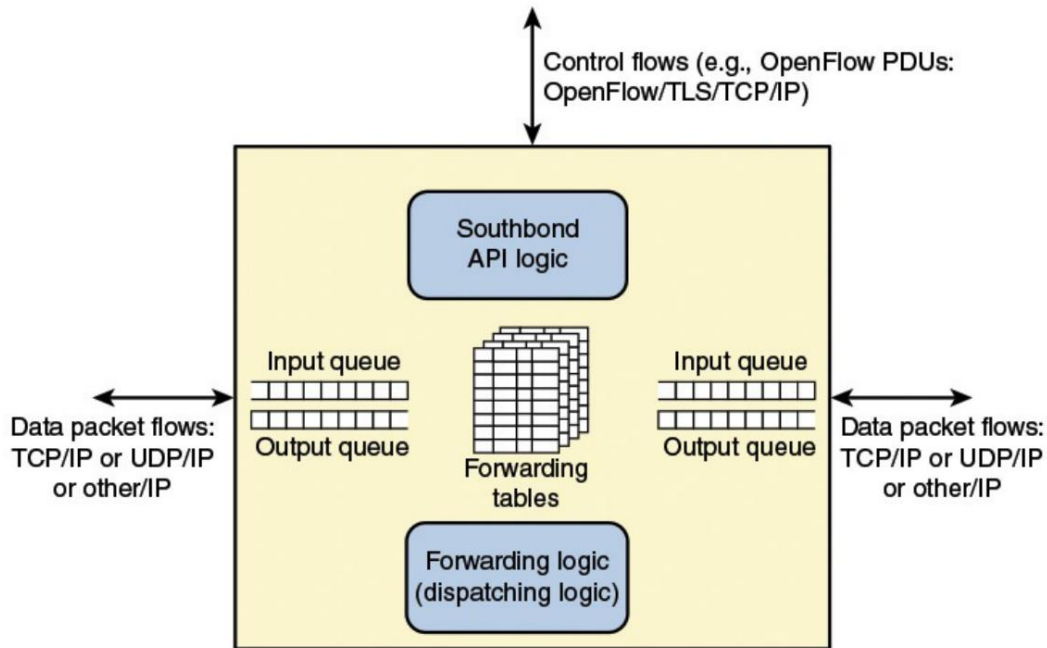 Control flows (e.g., OpenFlow PDUs:
OpenFlow/TLS/TCP/IP)
Southbond
API logic
Input queue
Output queue
Forwarding
tables
Input queue
Output queue
Data packet flows:
TCP/IP or UDP/IP
or other/IP
Data packet flows:
TCP/IP or UDP/IP
or other/IP
Forwarding logic
(dispatching logic)